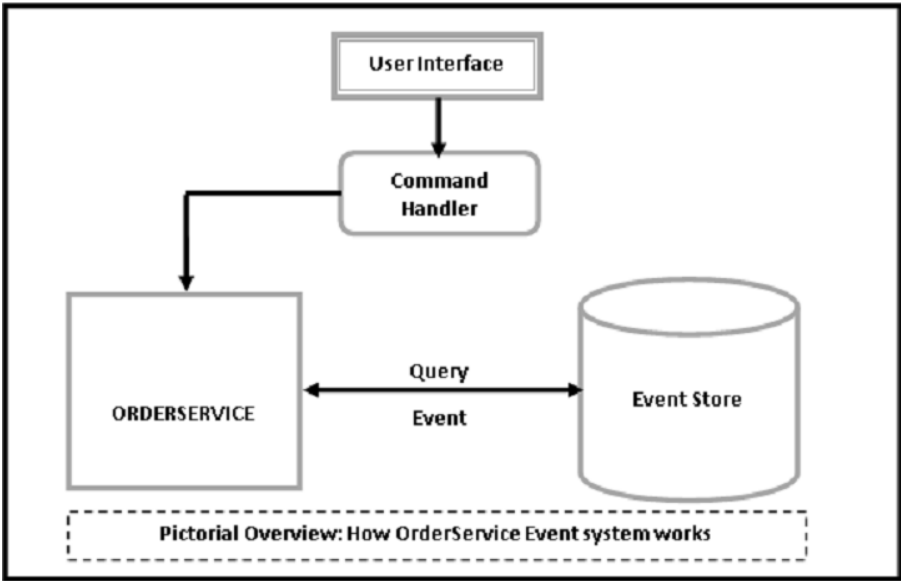 User Interface
Command
Handler
ORDERSERVICE
Query
Event
Event Store
Pictorial Overview: How OrderService Event system works